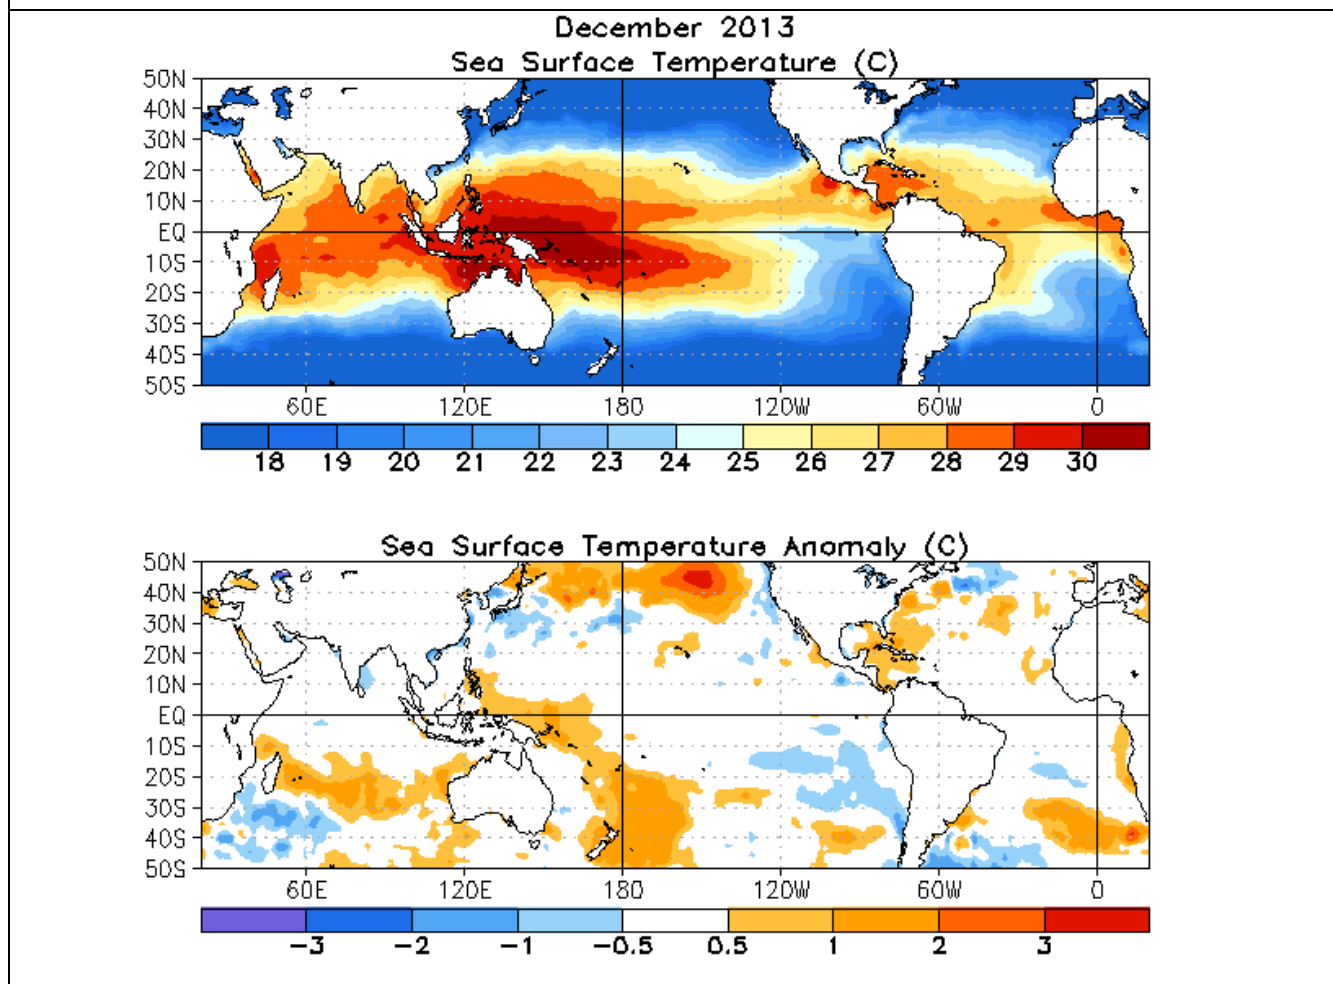 December 2013
Sea Surface Temperature (C)
50N
40N
30N
20N
10N
EQ
10S
20S
30S
40S
50S
60E 120E 180 120W 60W 0
18 19 20 21 22 23 24 25 26 27 28 29 30
Sea Surface Temperature Anomaly (C)
50N
40N
30N
20N
10N
EQ
10S
20S
30S
40S
50S
60E 120E 180 120W 60W 0
-3 -2 -1 -0.5 0.5 1 2 3